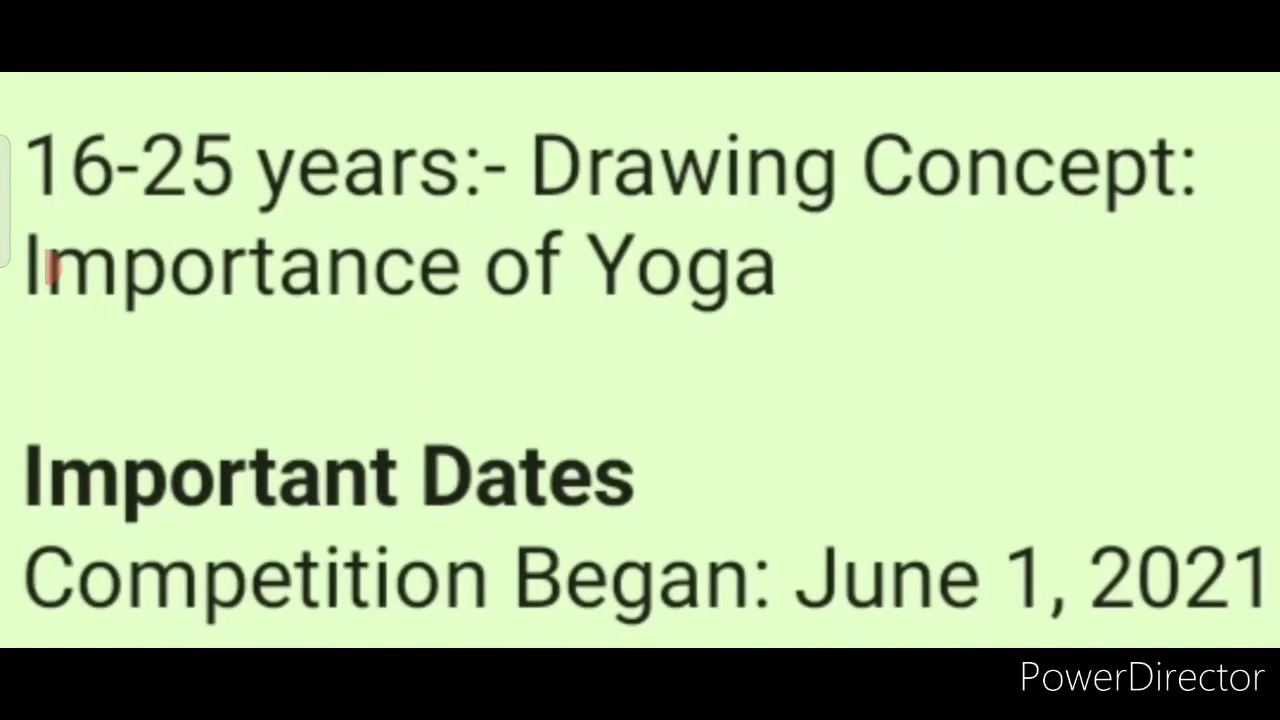 16-25 years:- Drawing Concept:
Importance of Yoga
Important Dates
Competition Began: June 1, 2021
PowerDirector